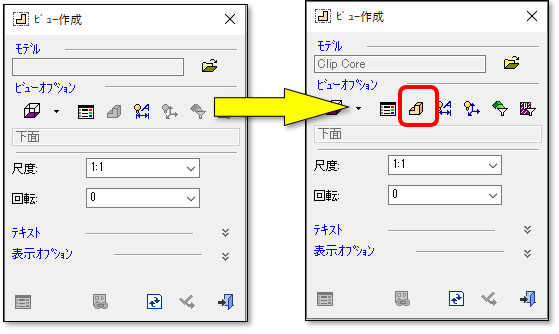 ビュー作成
モデル
ビューオプション
下面
尺度:
1:1
回転:
0
テキスト
表示オプション
ビュー作成
モデル
Clip Core
ビューオプション
下面
尺度:
1:1
回転:
0
テキスト
表示オプション